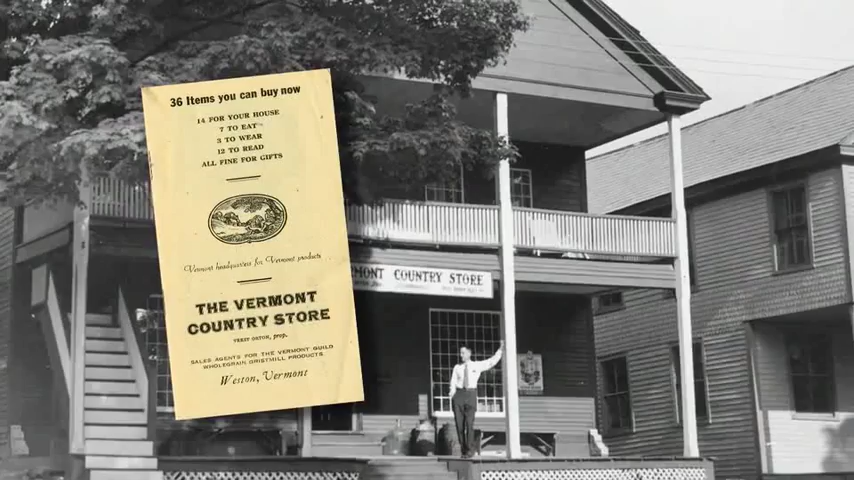 36 Items you can buy now
14 FOR YOUR HOUSE
7 TO EAT
3 TO WEAR
12 TO READ
ALL FINE FOR GIFTS
Vermont headquarters for Vermont products
THE VERMONT
COUNTRY STORE
VREST ORTON, prop.
SALES AGENTS FOR THE VERMONT GUILD
WHOLEGRAIN GRISTMILL PRODUCTS
Weston, Vermont
MONT COUNTRY STORE